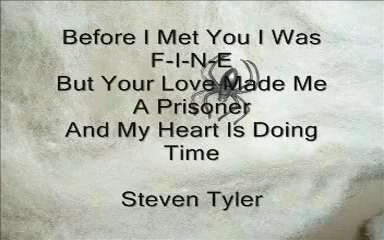 Before I Met You I Was
F-I-N-E
But Your Love Made Me
A Prisoner
And My Heart Is Doing
Time
Steven Tyler